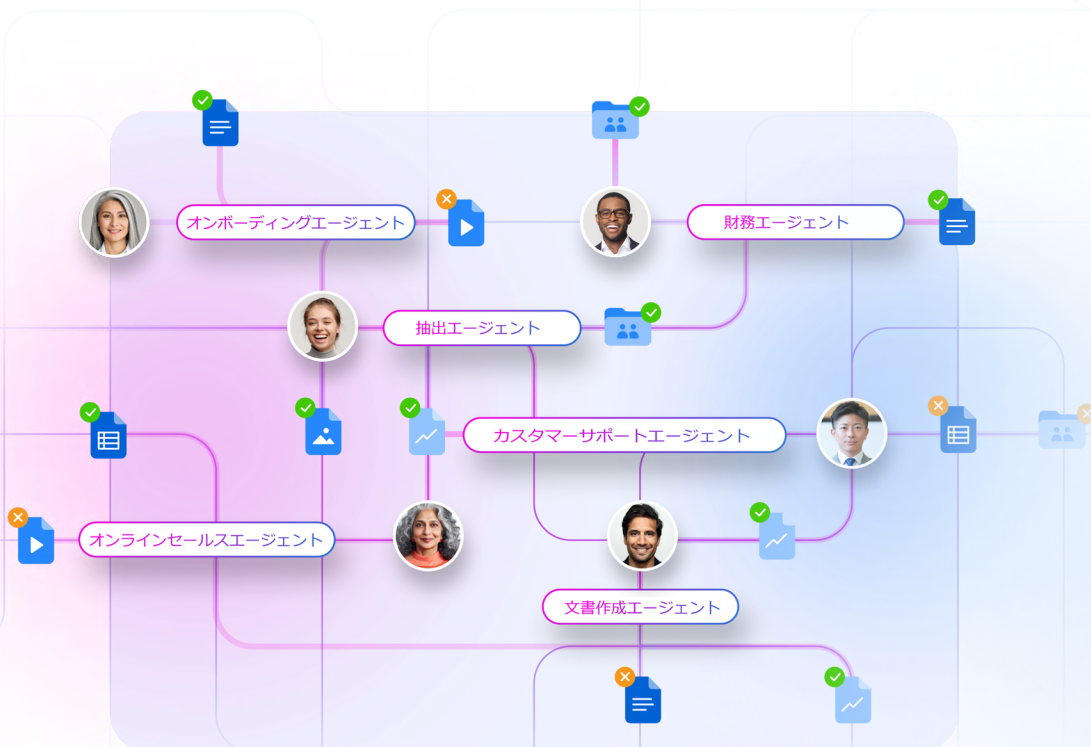 オンボーディングエージェント
財務エージェント
抽出エージェント
カスタマーサポートエージェント
オンラインセールスエージェント
文書作成エージェント